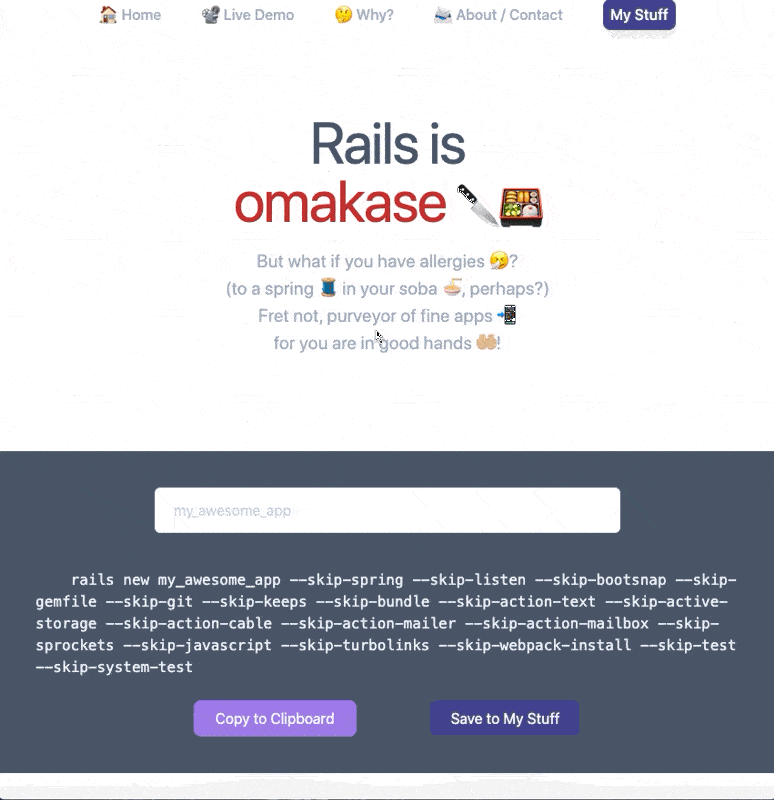 🏠 Home 📽️ Live Demo 🤔 Why? 📨 About / Contact My Stuff
Rails is
omakase 🔪🍱
But what if you have allergies 🤧?
(to a spring 🧵 in your soba 🍜, perhaps?)
Fret not, purveyor of fine apps 📲
for you are in good hands 🤲🏼!
my_awesome_app
rails new my_awesome_app --skip-spring --skip-listen --skip-bootsnap --skip-
gemfile --skip-git --skip-keeps --skip-bundle --skip-action-text --skip-active-
storage --skip-action-cable --skip-action-mailer --skip-action-mailbox --skip-
sprockets --skip-javascript --skip-turbolinks --skip-webpack-install --skip-test
--skip-system-test
Copy to Clipboard Save to My Stuff